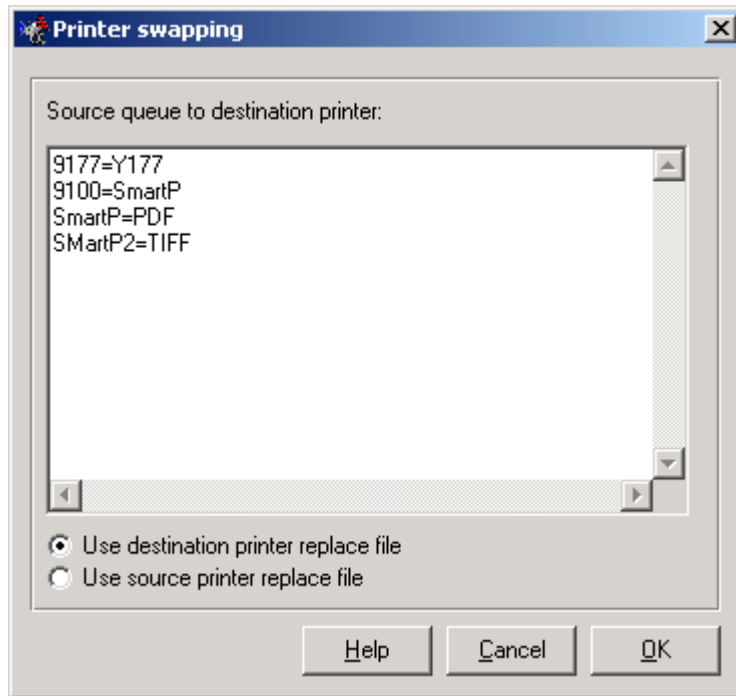 Printer swapping
Source queue to destination printer:
9177=Y177
9100=SmartP
SmartP=PDF
SMartP2=TIFF
Use destination printer replace file
Use source printer replace file
Help Cancel OK